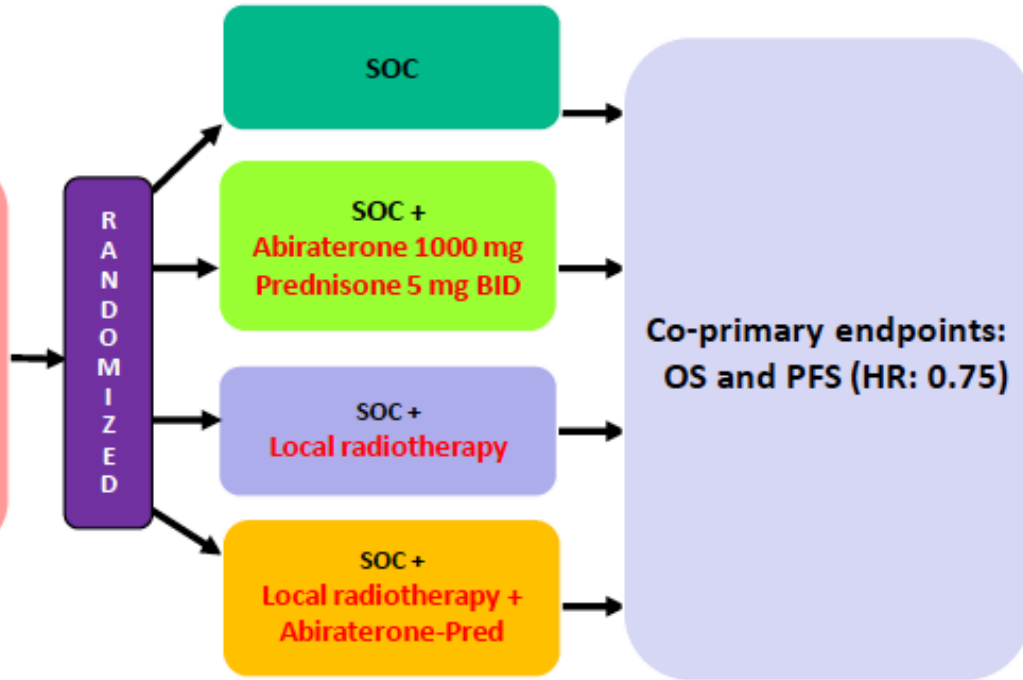 RANDOMIZED
SOC
SOC +
Abiraterone 1000 mg
Prednisone 5 mg BID
SOC +
Local radiotherapy
SOC +
Local radiotherapy +
Abiraterone-Pred
Co-primary endpoints:
OS and PFS (HR: 0.75)